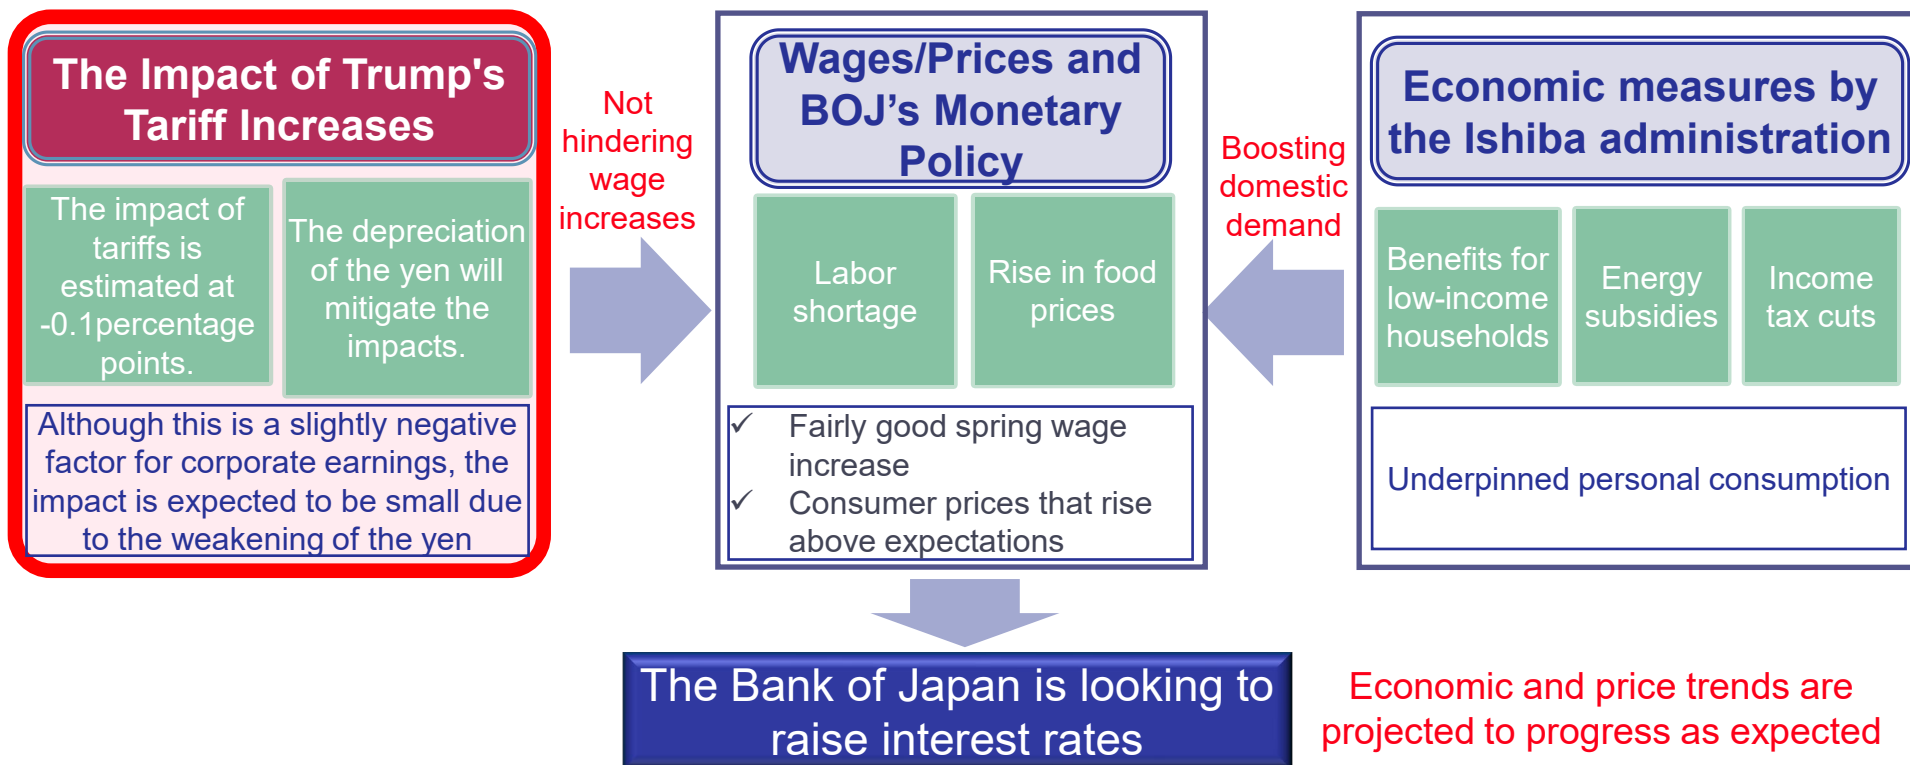 The Impact of Trump's
Tariff Increases
The impact of
tariffs is
estimated at
-0.1percentage
points.
The depreciation
of the yen will
mitigate the
impacts.
Although this is a slightly negative
factor for corporate earnings, the
impact is expected to be small due
to the weakening of the yen
Not
hindering
wage
increases
Wages/Prices and
BOJ’s Monetary
Policy
Labor
shortage
Rise in food
prices
✓ Fairly good spring wage
increase
✓ Consumer prices that rise
above expectations
Boosting
domestic
demand
Economic measures by
the Ishiba administration
Benefits for
low-income
households
Energy
subsidies
Income
tax cuts
Underpinned personal consumption
The Bank of Japan is looking to
raise interest rates
Economic and price trends are
projected to progress as expected